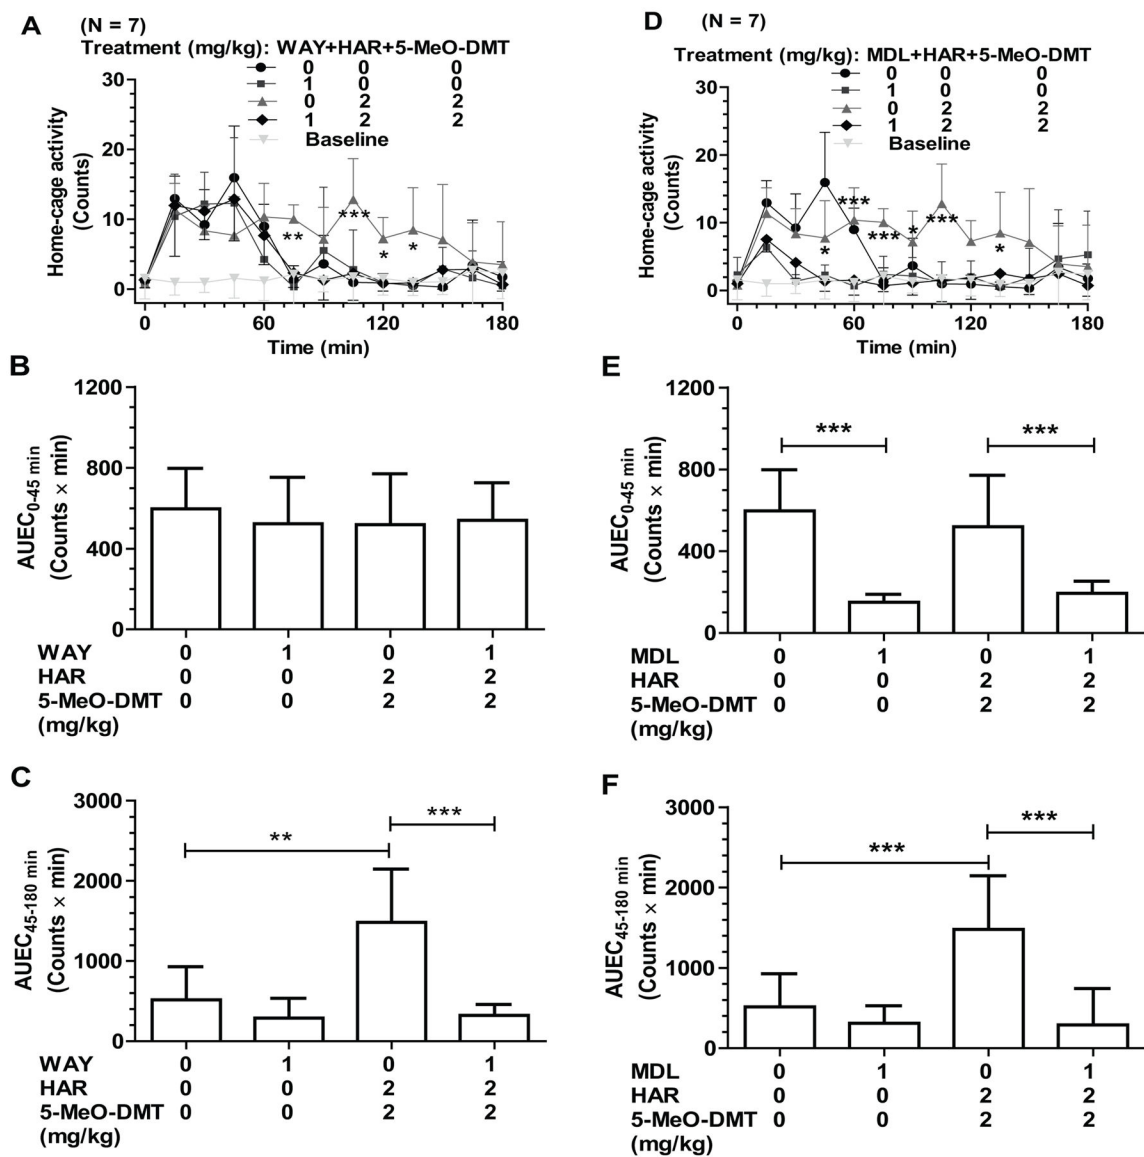 A (N = 7)
Treatment (mg/kg): WAY+HAR+5-MeO-DMT
0 0 0
1 0 0
0 2 2
1 2 2
Baseline
Home-cage activity
(Counts)
30
20
10
0
0 60 120 180
Time (min)
** *** * *
D (N = 7)
Treatment (mg/kg): MDL+HAR+5-MeO-DMT
0 0 0
1 0 0
0 2 2
1 2 2
Baseline
Home-cage activity
(Counts)
30
20
10
0
0 60 120 180
Time (min)
* *** *** * *** *
B
AUEC0-45 min
(Counts × min)
1200
800
400
0
WAY 0 1 0 1
HAR 0 0 2 2
5-MeO-DMT 0 0 2 2
(mg/kg)
E
AUEC0-45 min
(Counts × min)
1200
800
400
0
*** ***
MDL 0 1 0 1
HAR 0 0 2 2
5-MeO-DMT 0 0 2 2
(mg/kg)
C
AUEC45-180 min
(Counts × min)
3000
2000
1000
0
** ***
WAY 0 1 0 1
HAR 0 0 2 2
5-MeO-DMT 0 0 2 2
(mg/kg)
F
AUEC45-180 min
(Counts × min)
3000
2000
1000
0
*** ***
MDL 0 1 0 1
HAR 0 0 2 2
5-MeO-DMT 0 0 2 2
(mg/kg)